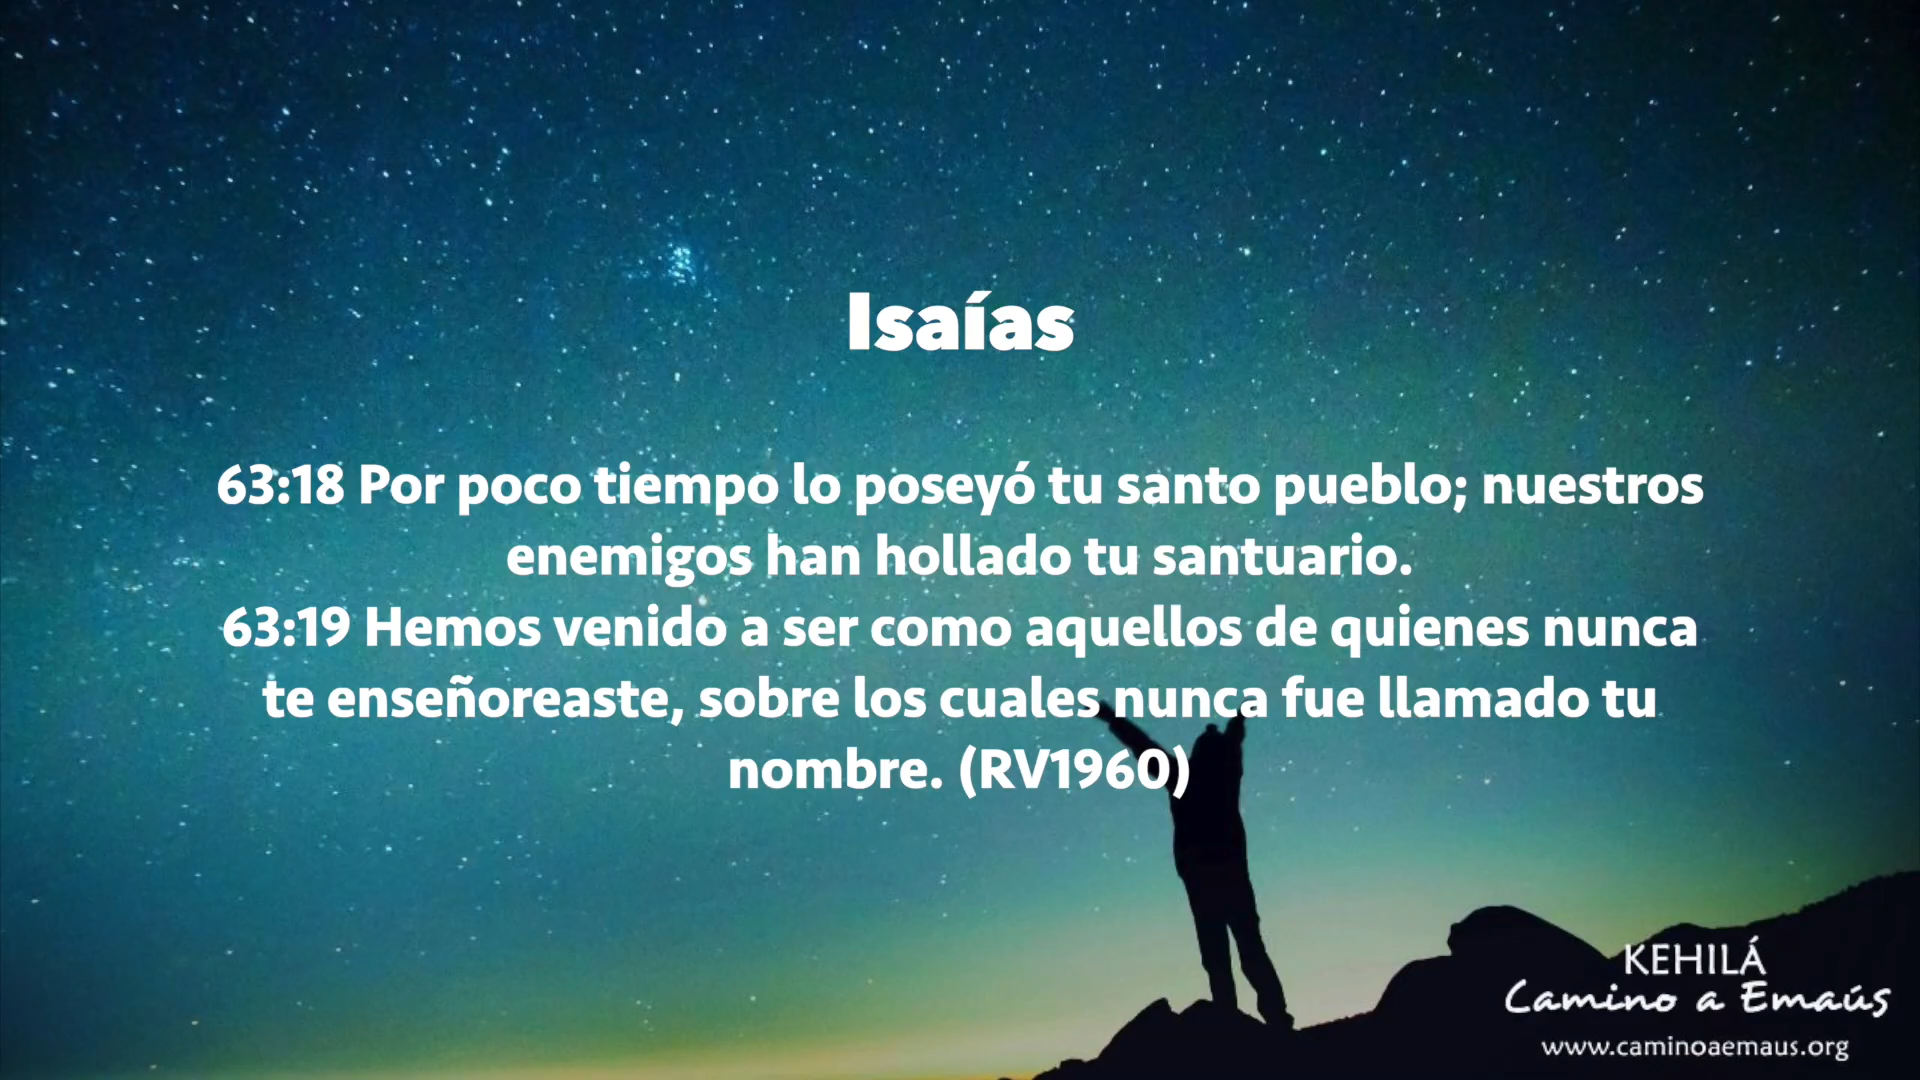 Isaías
63:18 Por poco tiempo lo poseyó tu santo pueblo; nuestros
enemigos han hollado tu santuario.
63:19 Hemos venido a ser como aquellos de quienes nunca
te enseñoreaste, sobre los cuales nunca fue llamado tu
nombre. (RV1960)
KEHILÁ
Camino a Emaús
www.caminoaemaus.org